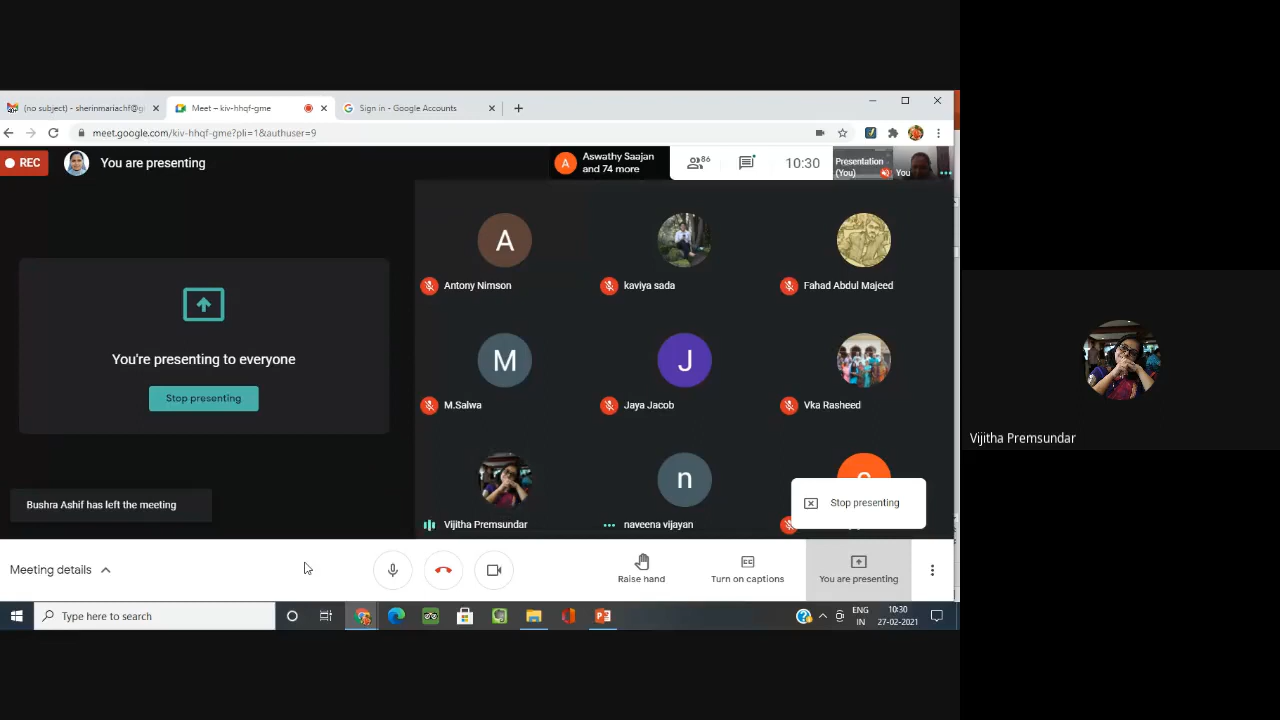 (no subject) - sherinmariachf@g
Meet – kiv-hhqf-gme
Sign in - Google Accounts
meet.google.com/kiv-hhqf-gme?pli=1&authuser=9
REC
You are presenting
A
Aswathy Saajan
and 74 more
86
10:30
Presentation
(You)
You
A
Antony Nimson
kaviya sada
Fahad Abdul Majeed
You're presenting to everyone
Stop presenting
M
M.Salwa
J
Jaya Jacob
Vka Rasheed
Bushra Ashif has left the meeting
Vijitha Premsundar
n
naveena vijayan
Stop presenting
Meeting details
Raise hand
Turn on captions
You are presenting
Type here to search
ENG
IN
10:30
27-02-2021
Vijitha Premsundar